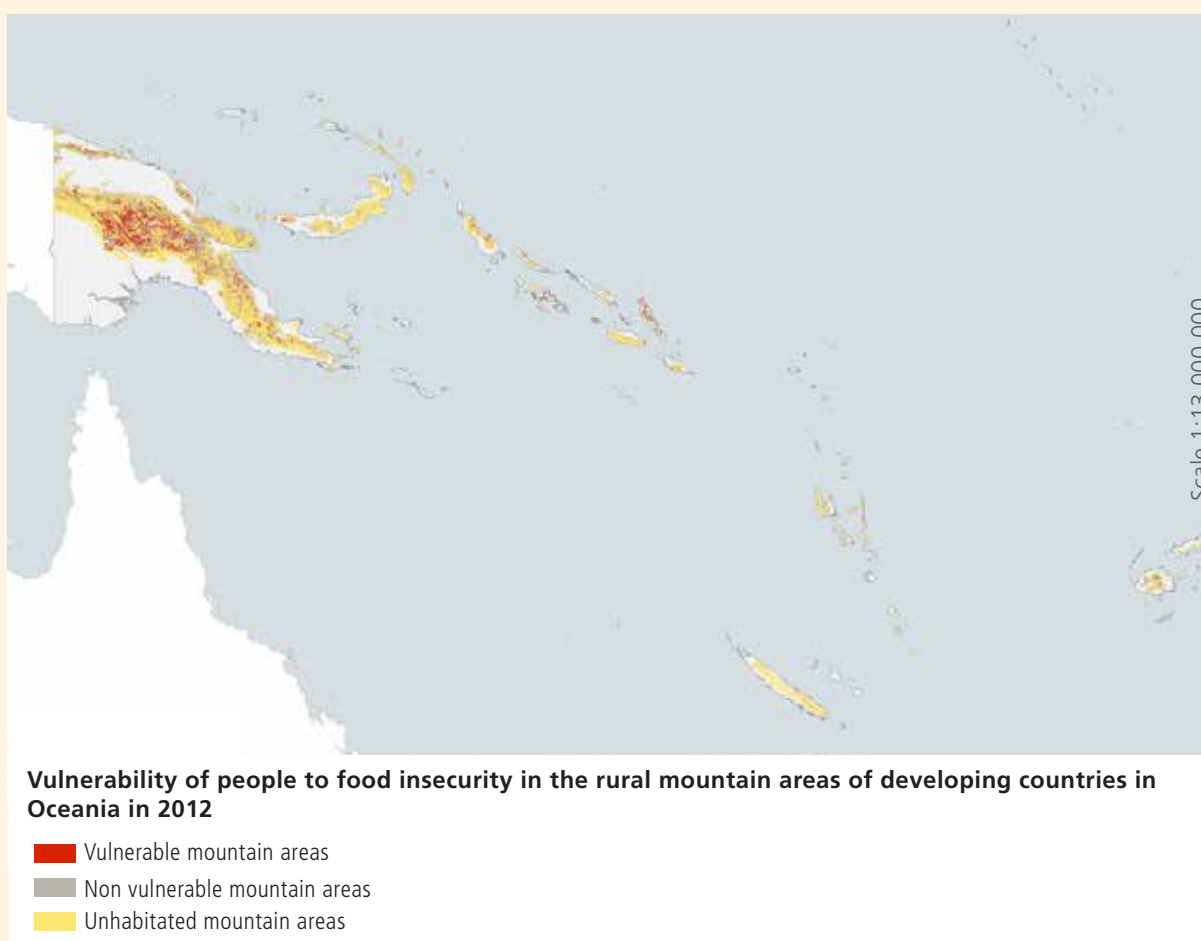 Scale 1:13 000 000
Vulnerability of people to food insecurity in the rural mountain areas of developing countries in
Oceania in 2012
Vulnerable mountain areas
Non vulnerable mountain areas
Unhabitated mountain areas